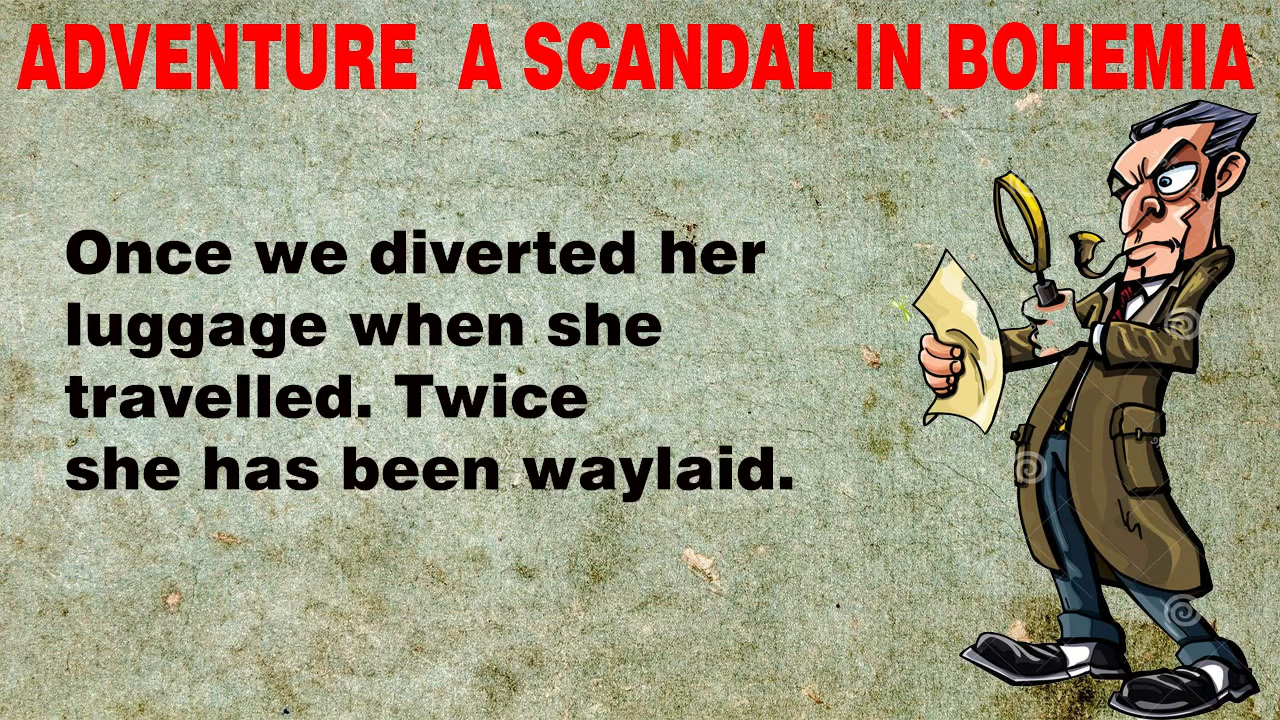 ADVENTURE A SCANDAL IN BOHEMIA
Once we diverted her
luggage when she
travelled. Twice
she has been waylaid.